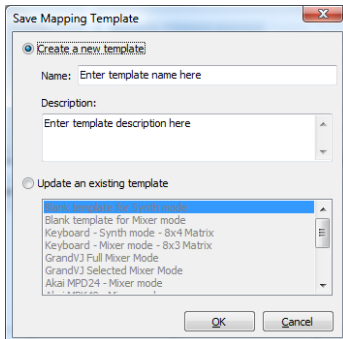 Save Mapping Template
Create a new template
Name: Enter template name here
Description:
Enter template description here
Update an existing template
Blank template for Synth mode
Blank template for Mixer mode
Keyboard - Synth mode - 8x4 Matrix
Keyboard - Mixer mode - 8x3 Matrix
GrandVJ Full Mixer Mode
GrandVJ Selected Mixer Mode
Akai MPD24 - Mixer mode
OK Cancel